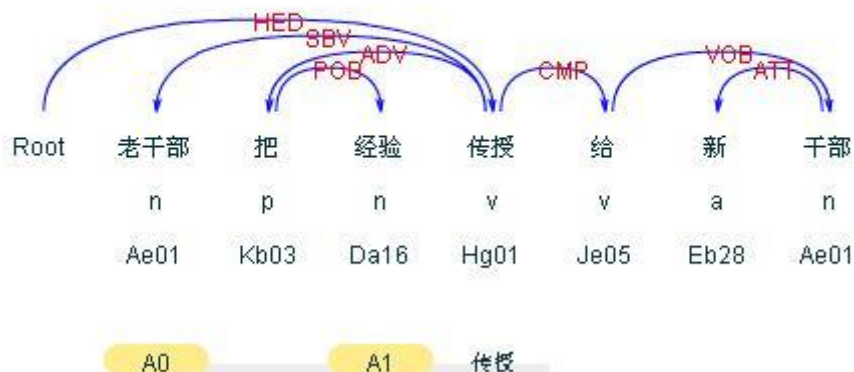 HED
SBV
ADV
POB CMP VOB
ATT
Root 老干部 把 经验 传授 给 新 干部
n p n v v a n
Ae01 Kb03 Da16 Hg01 Je05 Eb28 Ae01
A0 A1 传授